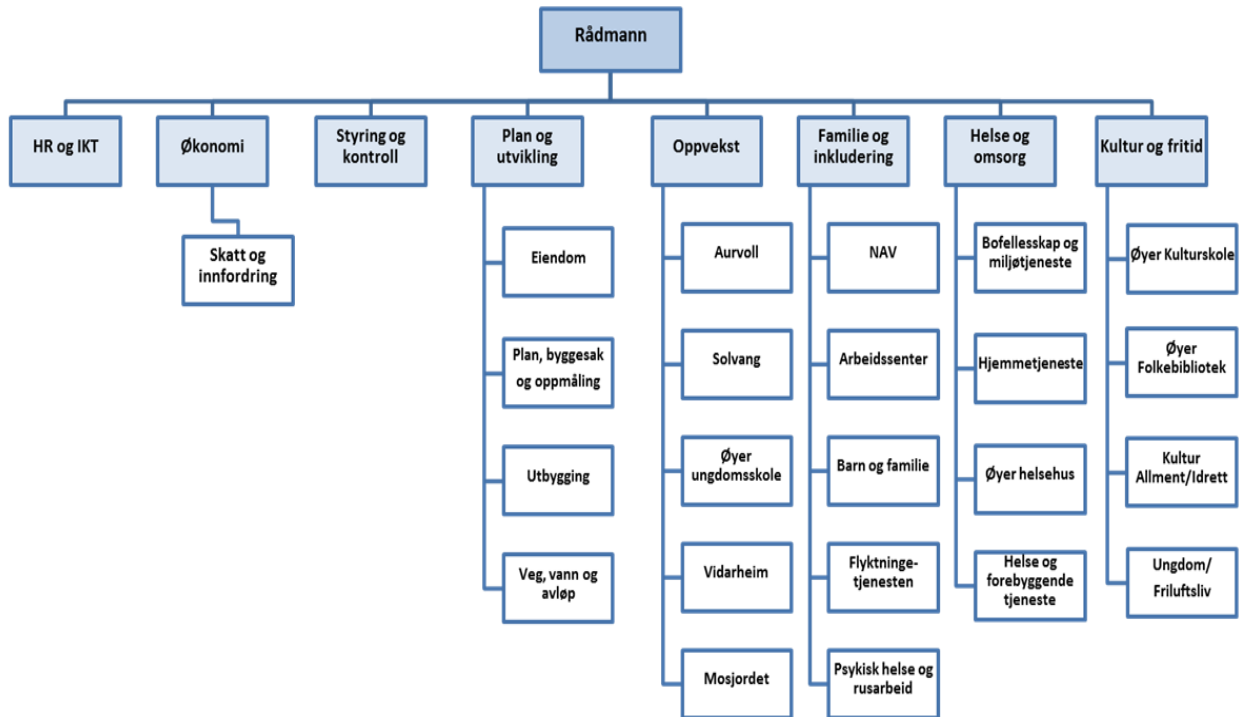 Rådmann
HR og IKT
Økonomi
Styring og
kontroll
Plan og
utvikling
Oppvekst
Familie og
inkludering
Helse og
omsorg
Kultur og fritid
Skatt og
innfordring
Eiendom
Plan, byggesak
og oppmåling
Utbygging
Veg, vann og
avløp
Aurvoll
Solvang
Øyer
ungdomsskole
Vidarheim
Mosjordet
NAV
Arbeidssenter
Barn og familie
Flyktninge-
tjenesten
Psykisk helse og
rusarbeid
Bofellesskap og
miljøtjeneste
Hjemmetjeneste
Øyer helsehus
Helse og
forebyggende
tjeneste
Øyer Kulturskole
Øyer
Folkebibliotek
Kultur
Allment/Idrett
Ungdom/
Friluftsliv